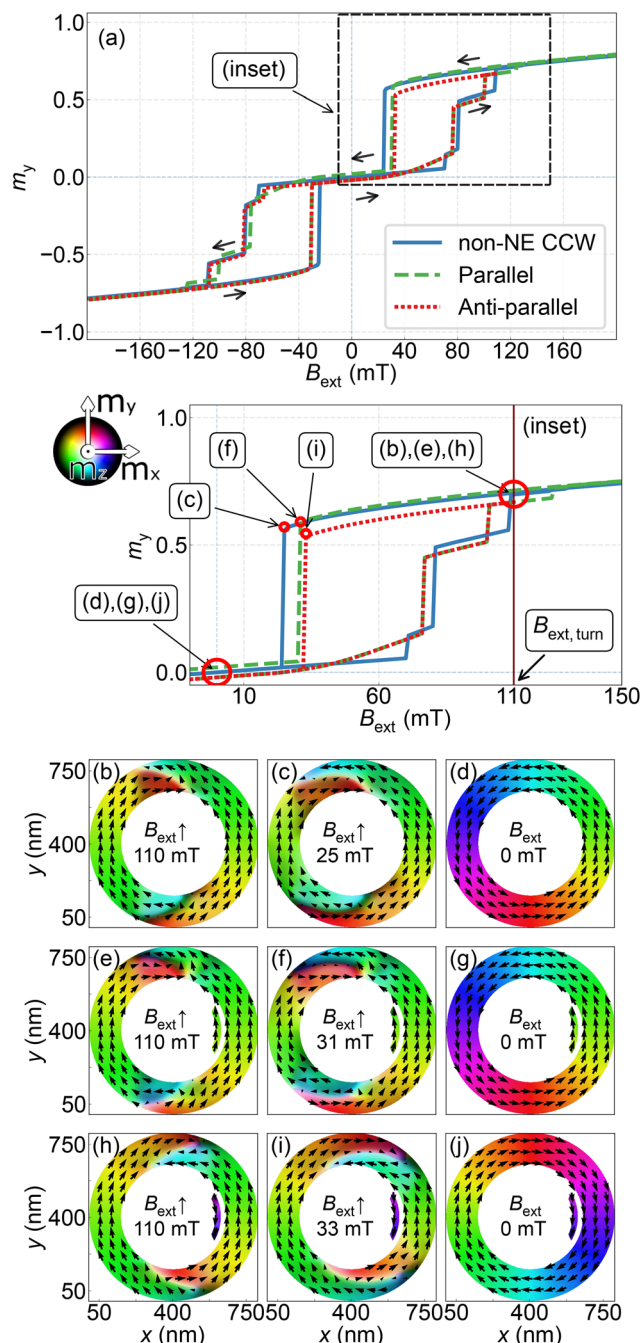 (a)
(inset)
1.0
0.5
0.0
−0.5
−1.0
m_y
non-NE CCW
Parallel
Anti-parallel
−160 −120 −80 −40 0 40 80 120 160
B_ext (mT)
m_y
m_z m_x
(inset)
1.0
0.5
0.0
m_y
(f) (i) (b),(e),(h)
(c)
(d),(g),(j)
B_ext, turn
10 60 110 150
B_ext (mT)
(b) (c) (d)
750
400
50
y (nm)
B_ext ↑
110 mT
B_ext ↑
25 mT
B_ext
0 mT
(e) (f) (g)
750
400
50
y (nm)
B_ext ↑
110 mT
B_ext ↑
31 mT
B_ext
0 mT
(h) (i) (j)
750
400
50
y (nm)
B_ext ↑
110 mT
B_ext ↑
33 mT
B_ext
0 mT
50 400 750 50 400 750 50 400 750
x (nm) x (nm) x (nm)